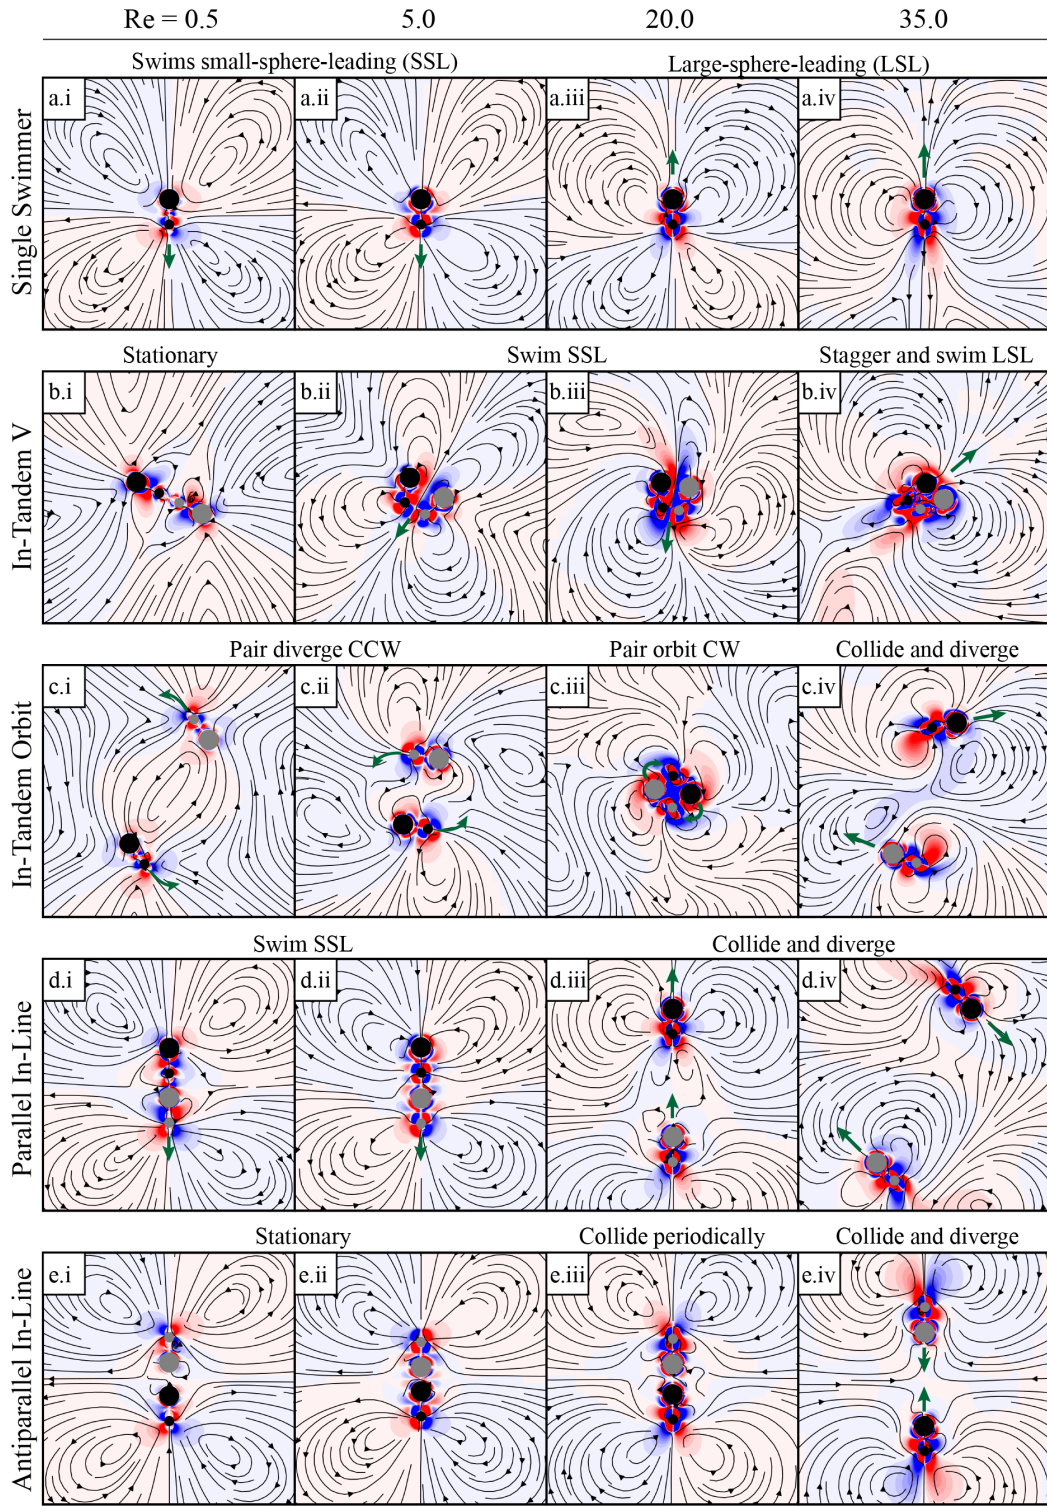 Re = 0.5 5.0 20.0 35.0
Swims small-sphere-leading (SSL) Large-sphere-leading (LSL)
Single Swimmer
a.i a.ii a.iii a.iv
Stationary Swim SSL Stagger and swim LSL
In-Tandem V
b.i b.ii b.iii b.iv
Pair diverge CCW Pair orbit CW Collide and diverge
In-Tandem Orbit
c.i c.ii c.iii c.iv
Swim SSL Collide and diverge
Parallel In-Line
d.i d.ii d.iii d.iv
Stationary Collide periodically Collide and diverge
Antiparallel In-Line
e.i e.ii e.iii e.iv